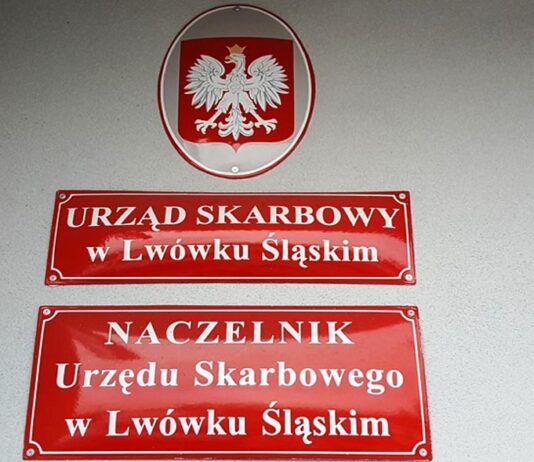 URZĄD SKARBOWY
w Lwówku Śląskim
NACZELNIK
Urzędu Skarbowego
w Lwówku Śląskim